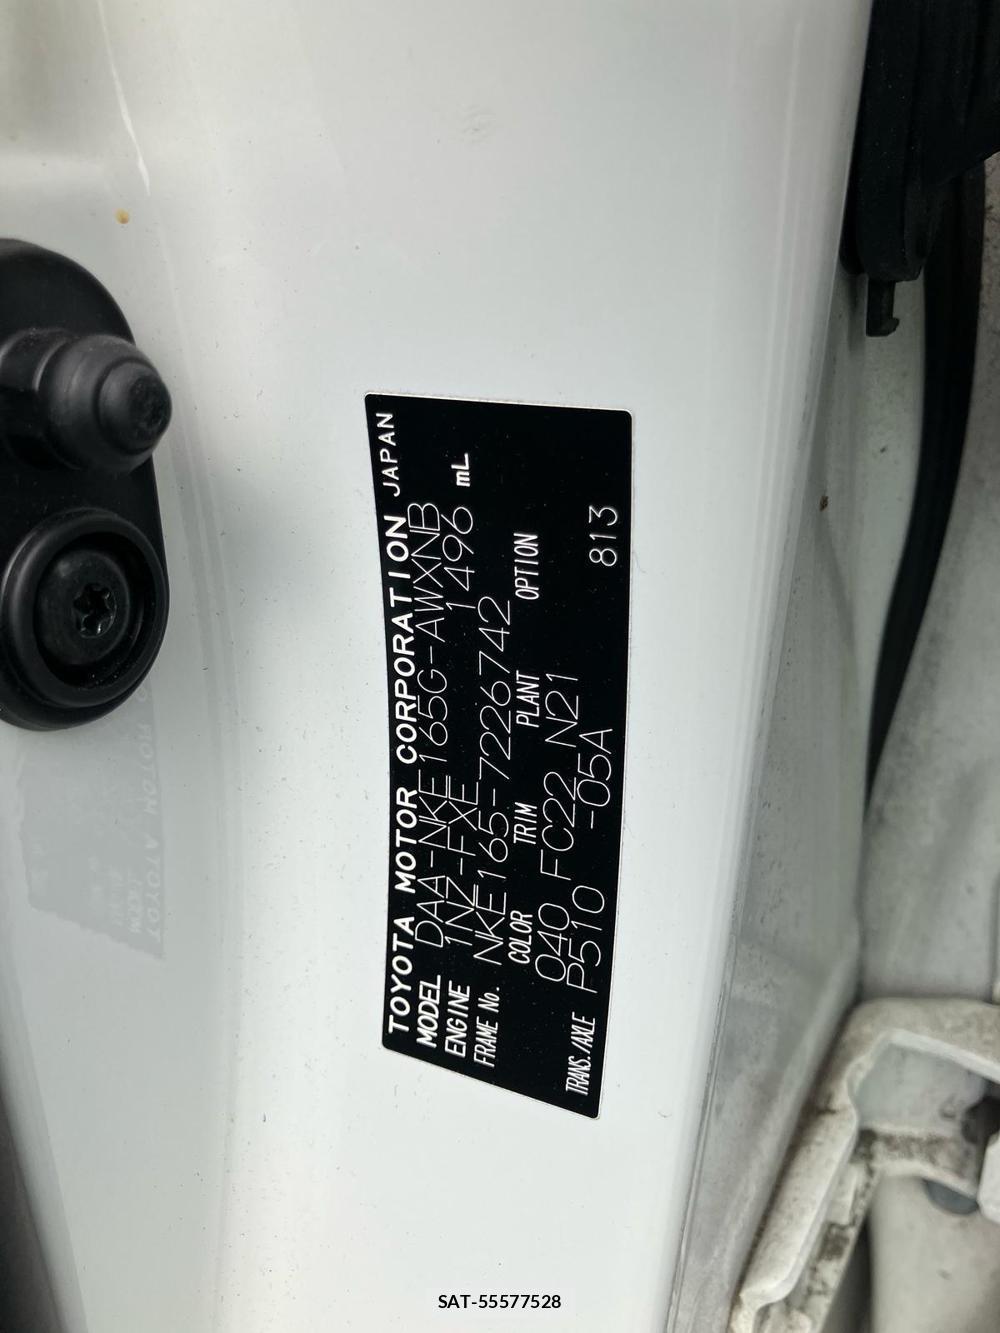 TOYOTA MOTOR CORPORATION JAPAN
MODEL DAA-NKE165G-AWXNB
ENGINE 1NZ-FXE 1496 mL
FRAME No. NKE165-7226742
COLOR TRIM PLANT OPTION
040 FC22 N21
TRANS./AXLE P510 -05A 813
SAT-55577528